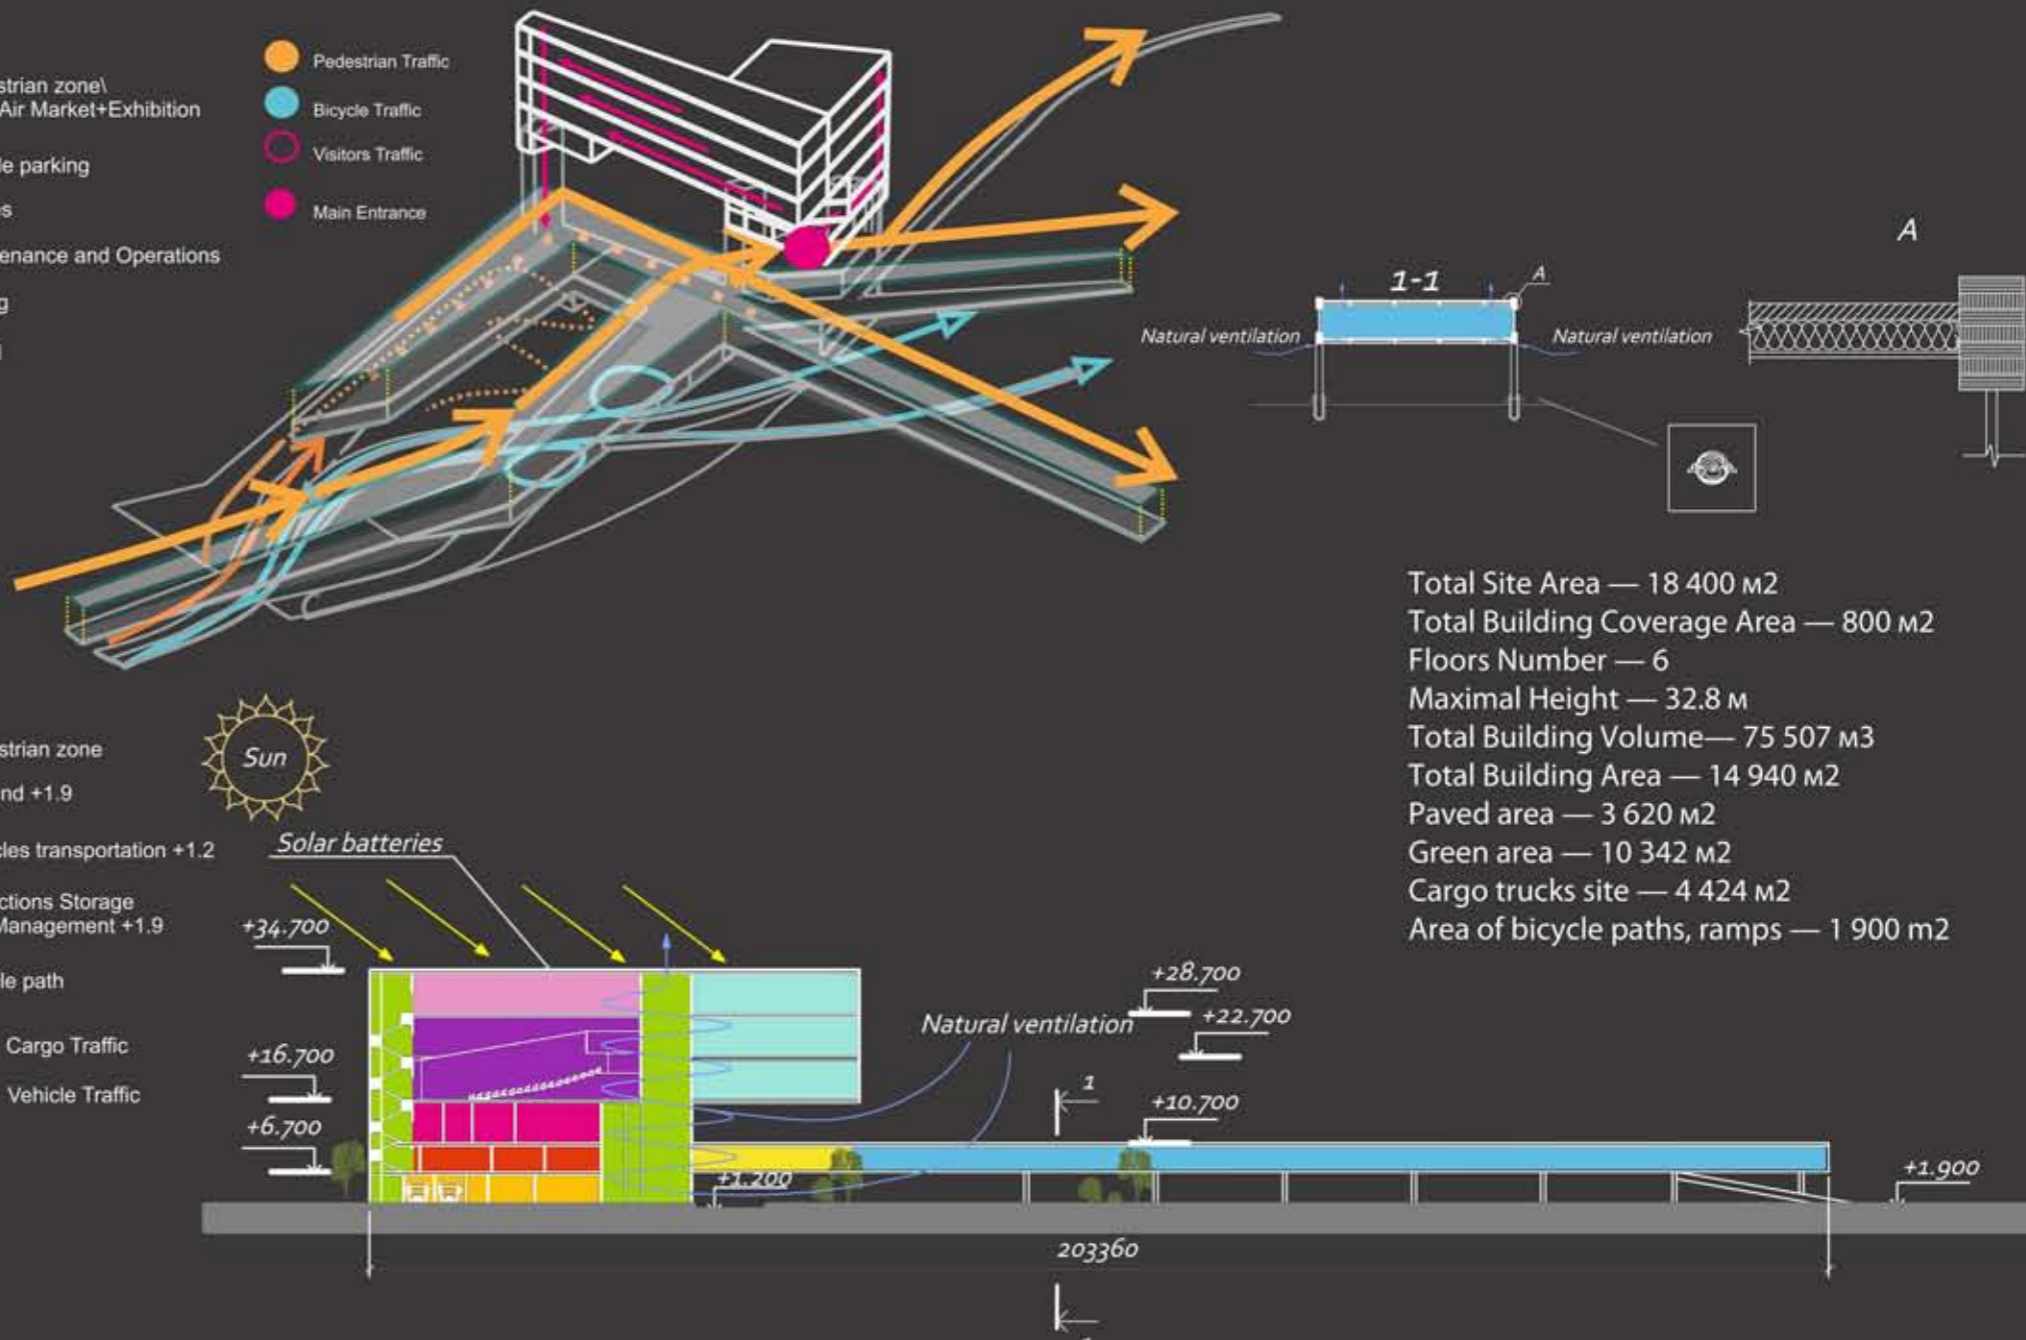 strian zone\
Air Market+Exhibition
le parking
s
enance and Operations
g
Pedestrian Traffic
Bicycle Traffic
Visitors Traffic
Main Entrance
A
1-1
A
Natural ventilation
Natural ventilation
Total Site Area — 18 400 м2
Total Building Coverage Area — 800 м2
Floors Number — 6
Maximal Height — 32.8 м
Total Building Volume— 75 507 м3
Total Building Area — 14 940 м2
Paved area — 3 620 м2
Green area — 10 342 м2
Cargo trucks site — 4 424 м2
Area of bicycle paths, ramps — 1 900 m2
strian zone
nd +1.9
cles transportation +1.2
ctions Storage
Management +1.9
le path
Cargo Traffic
Vehicle Traffic
Sun
Solar batteries
+34.700
+16.700
+6.700
Natural ventilation
+28.700
+22.700
1
+10.700
+1.200
+1.900
203360